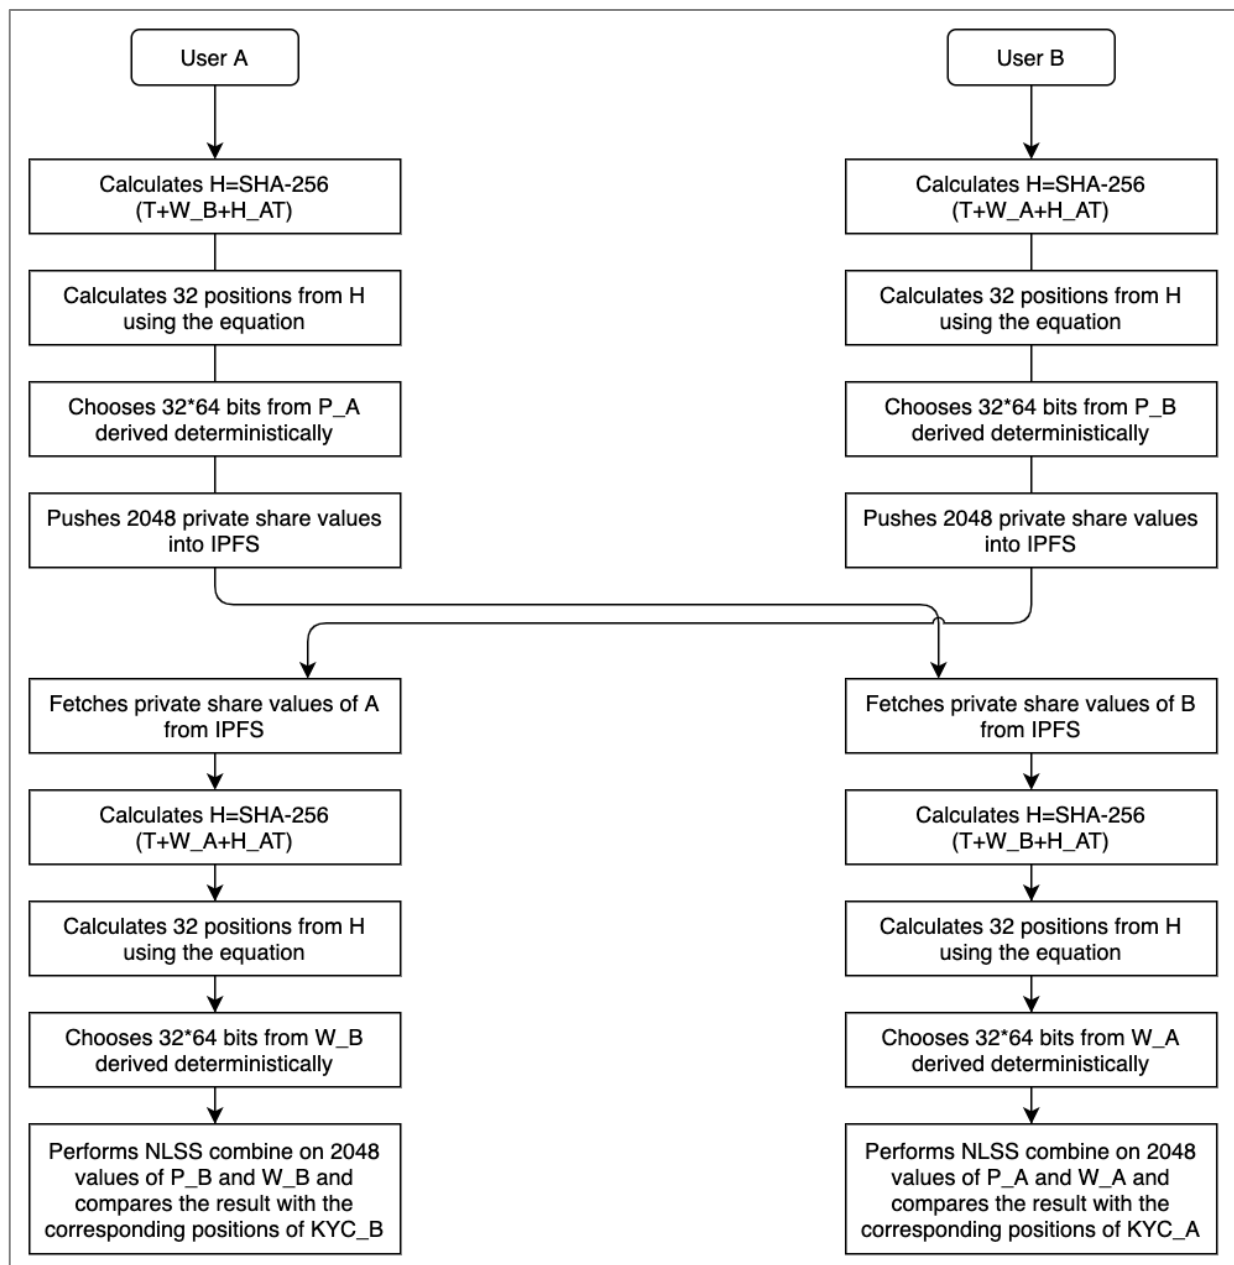 User A
User B
Calculates H=SHA-256
(T+W_B+H_AT)
Calculates H=SHA-256
(T+W_A+H_AT)
Calculates 32 positions from H
using the equation
Calculates 32 positions from H
using the equation
Chooses 32*64 bits from P_A
derived deterministically
Chooses 32*64 bits from P_B
derived deterministically
Pushes 2048 private share values
into IPFS
Pushes 2048 private share values
into IPFS
Fetches private share values of A
from IPFS
Fetches private share values of B
from IPFS
Calculates H=SHA-256
(T+W_A+H_AT)
Calculates H=SHA-256
(T+W_B+H_AT)
Calculates 32 positions from H
using the equation
Calculates 32 positions from H
using the equation
Chooses 32*64 bits from W_B
derived deterministically
Chooses 32*64 bits from W_A
derived deterministically
Performs NLSS combine on 2048
values of P_B and W_B and
compares the result with the
corresponding positions of KYC_B
Performs NLSS combine on 2048
values of P_A and W_A and
compares the result with the
corresponding positions of KYC_A